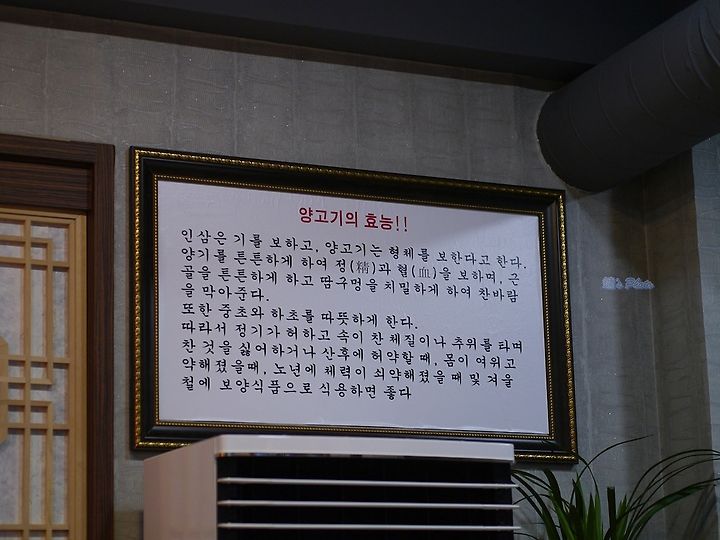 양고기의 효능!!
인삼은 기를 보하고, 양고기는 형체를 보한다고 한다.
양기를 튼튼하게 하여 정(精)과 혈(血)을 보하며, 근
골을 튼튼하게 하고 땀구멍을 치밀하게 하여 찬바람
을 막아준다.
또한 중초와 하초를 따뜻하게 한다.
따라서 정기가 허하고 속이 찬 체질이나 추위를 타며
찬 것을 싫어하거나 산후에 허약할 때, 몸이 여위고
약해졌을때, 노년에 체력이 쇠약해졌을 때 및 겨울
철에 보양식품으로 식용하면 좋다